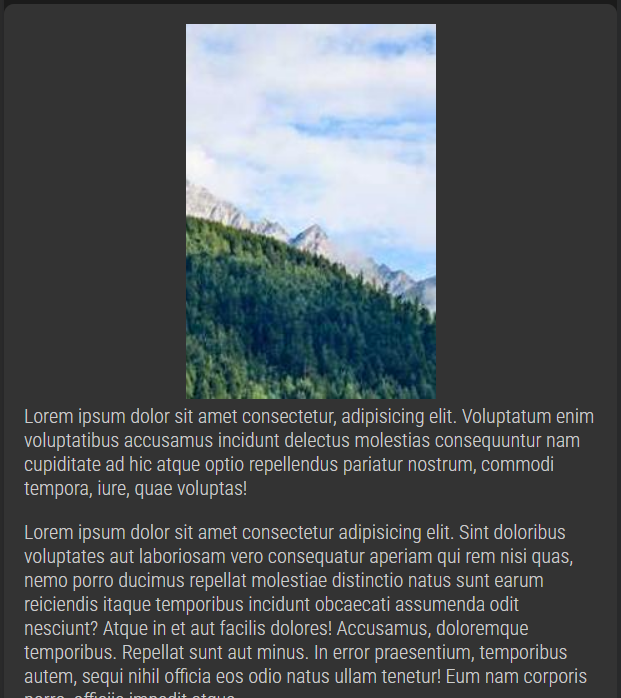 Lorem ipsum dolor sit amet consectetur, adipisicing elit. Voluptatum enim
voluptatibus accusamus incidunt delectus molestias consequuntur nam
cupiditate ad hic atque optio repellendus pariatur nostrum, commodi
tempora, iure, quae voluptas!
Lorem ipsum dolor sit amet consectetur adipisicing elit. Sint doloribus
voluptates aut laboriosam vero consequatur aperiam qui rem nisi quas,
nemo porro ducimus repellat molestiae distinctio natus sunt earum
reiciendis itaque temporibus incidunt obcaecati assumenda odit
nesciunt? Atque in et aut facilis dolores! Accusamus, doloremque
temporibus. Repellat sunt aut minus. In error praesentium, temporibus
autem, sequi nihil officia eos odio natus ullam tenetur! Eum nam corporis